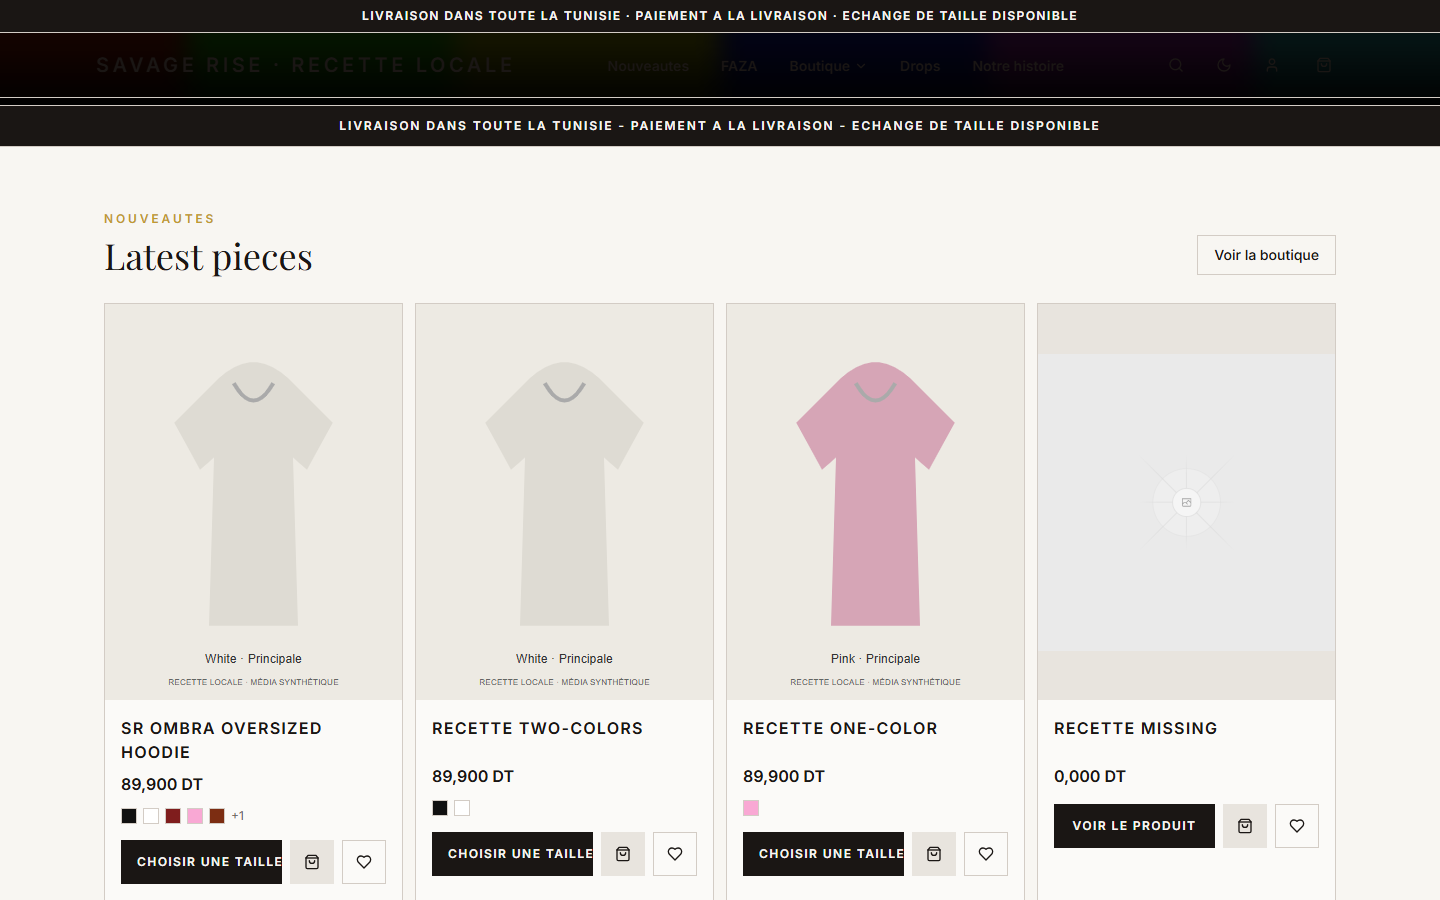 LIVRAISON DANS TOUTE LA TUNISIE · PAIEMENT A LA LIVRAISON · ECHANGE DE TAILLE DISPONIBLE
SAVAGE RISE · RECETTE LOCALE
Nouveautes FAZA Boutique Drops Notre histoire
LIVRAISON DANS TOUTE LA TUNISIE - PAIEMENT A LA LIVRAISON - ECHANGE DE TAILLE DISPONIBLE
NOUVEAUTES
Latest pieces
Voir la boutique
White · Principale
RECETTE LOCALE · MÉDIA SYNTHÉTIQUE
White · Principale
RECETTE LOCALE · MÉDIA SYNTHÉTIQUE
Pink · Principale
RECETTE LOCALE · MÉDIA SYNTHÉTIQUE
SR OMBRA OVERSIZED
HOODIE
89,900 DT
+1
CHOISIR UNE TAILLE
RECETTE TWO-COLORS
89,900 DT
CHOISIR UNE TAILLE
RECETTE ONE-COLOR
89,900 DT
CHOISIR UNE TAILLE
RECETTE MISSING
0,000 DT
VOIR LE PRODUIT